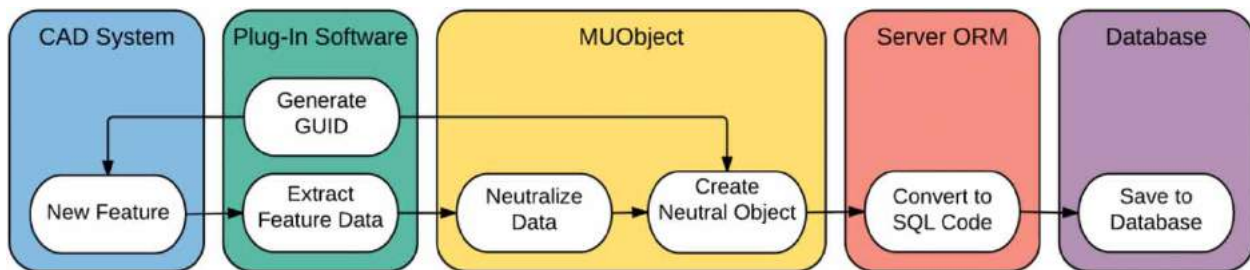 CAD System
Plug-In Software
MUObject
Server ORM
Database
Generate
GUID
New Feature
Extract
Feature Data
Neutralize
Data
Create
Neutral Object
Convert to
SQL Code
Save to
Database